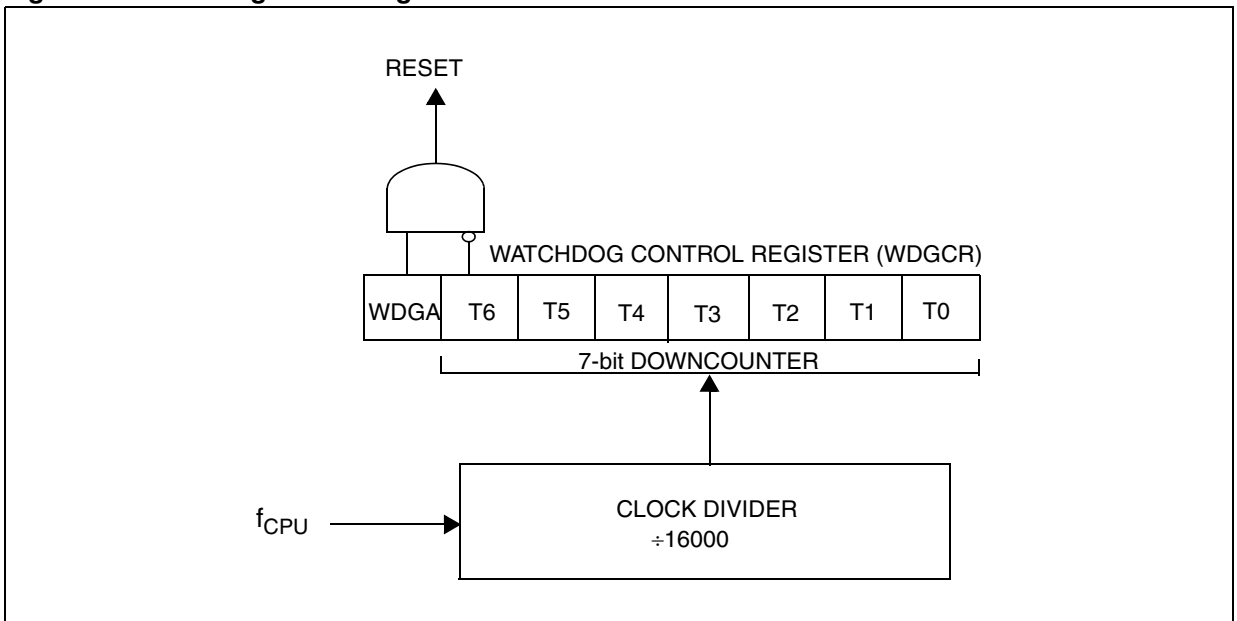 RESET
WATCHDOG CONTROL REGISTER (WDGCR)
WDGA T6 T5 T4 T3 T2 T1 T0
7-bit DOWNCOUNTER
fCPU
CLOCK DIVIDER
÷16000